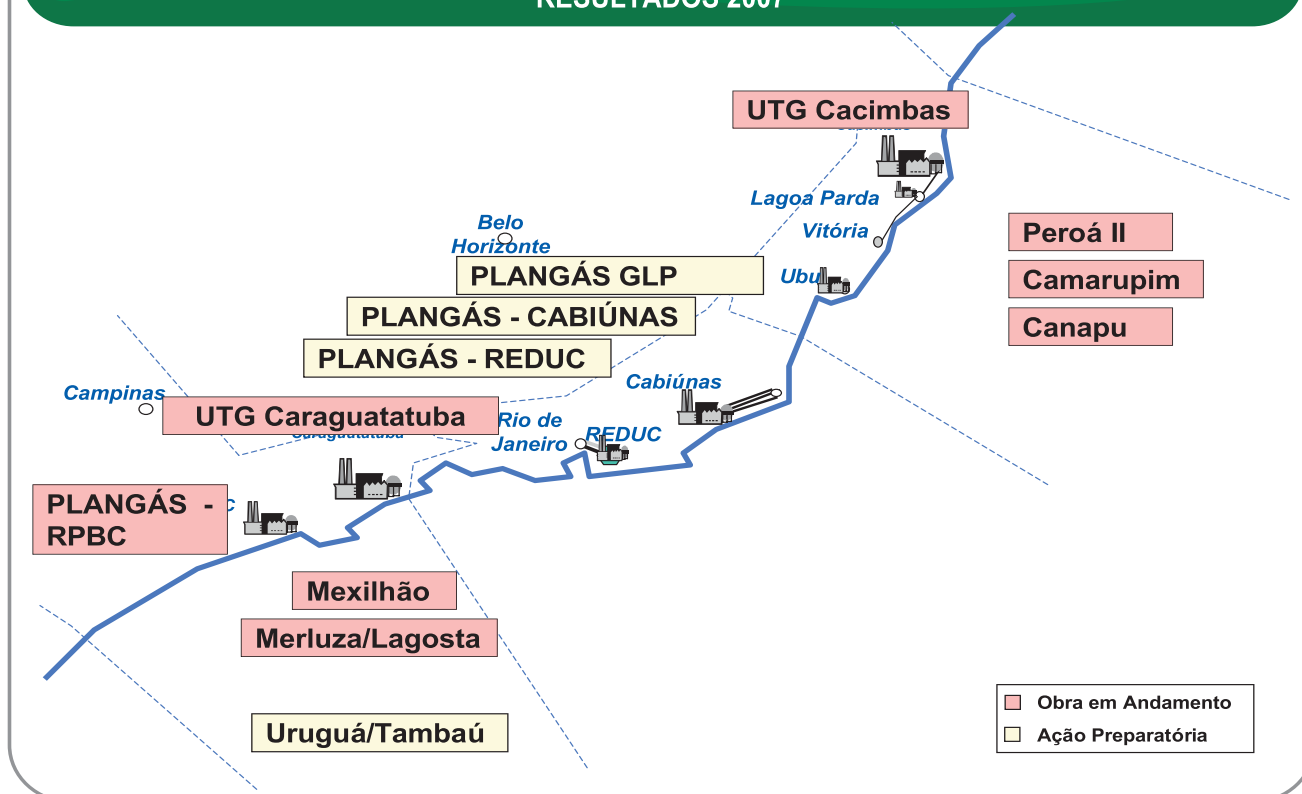 RESULTADOS 2007
UTG Cacimbas
Lagoa Parda
Vitória
Belo
Horizonte
Peroá II
PLANGÁS GLP
Ubu
Camarupim
PLANGÁS - CABIÚNAS
Canapu
PLANGÁS - REDUC
Cabiúnas
Campinas
UTG Caraguatatuba
Rio de
Janeiro
REDUC
PLANGÁS -
RPBC
Mexilhão
Merluza/Lagosta
Uruguá/Tambaú
Obra em Andamento
Ação Preparatória